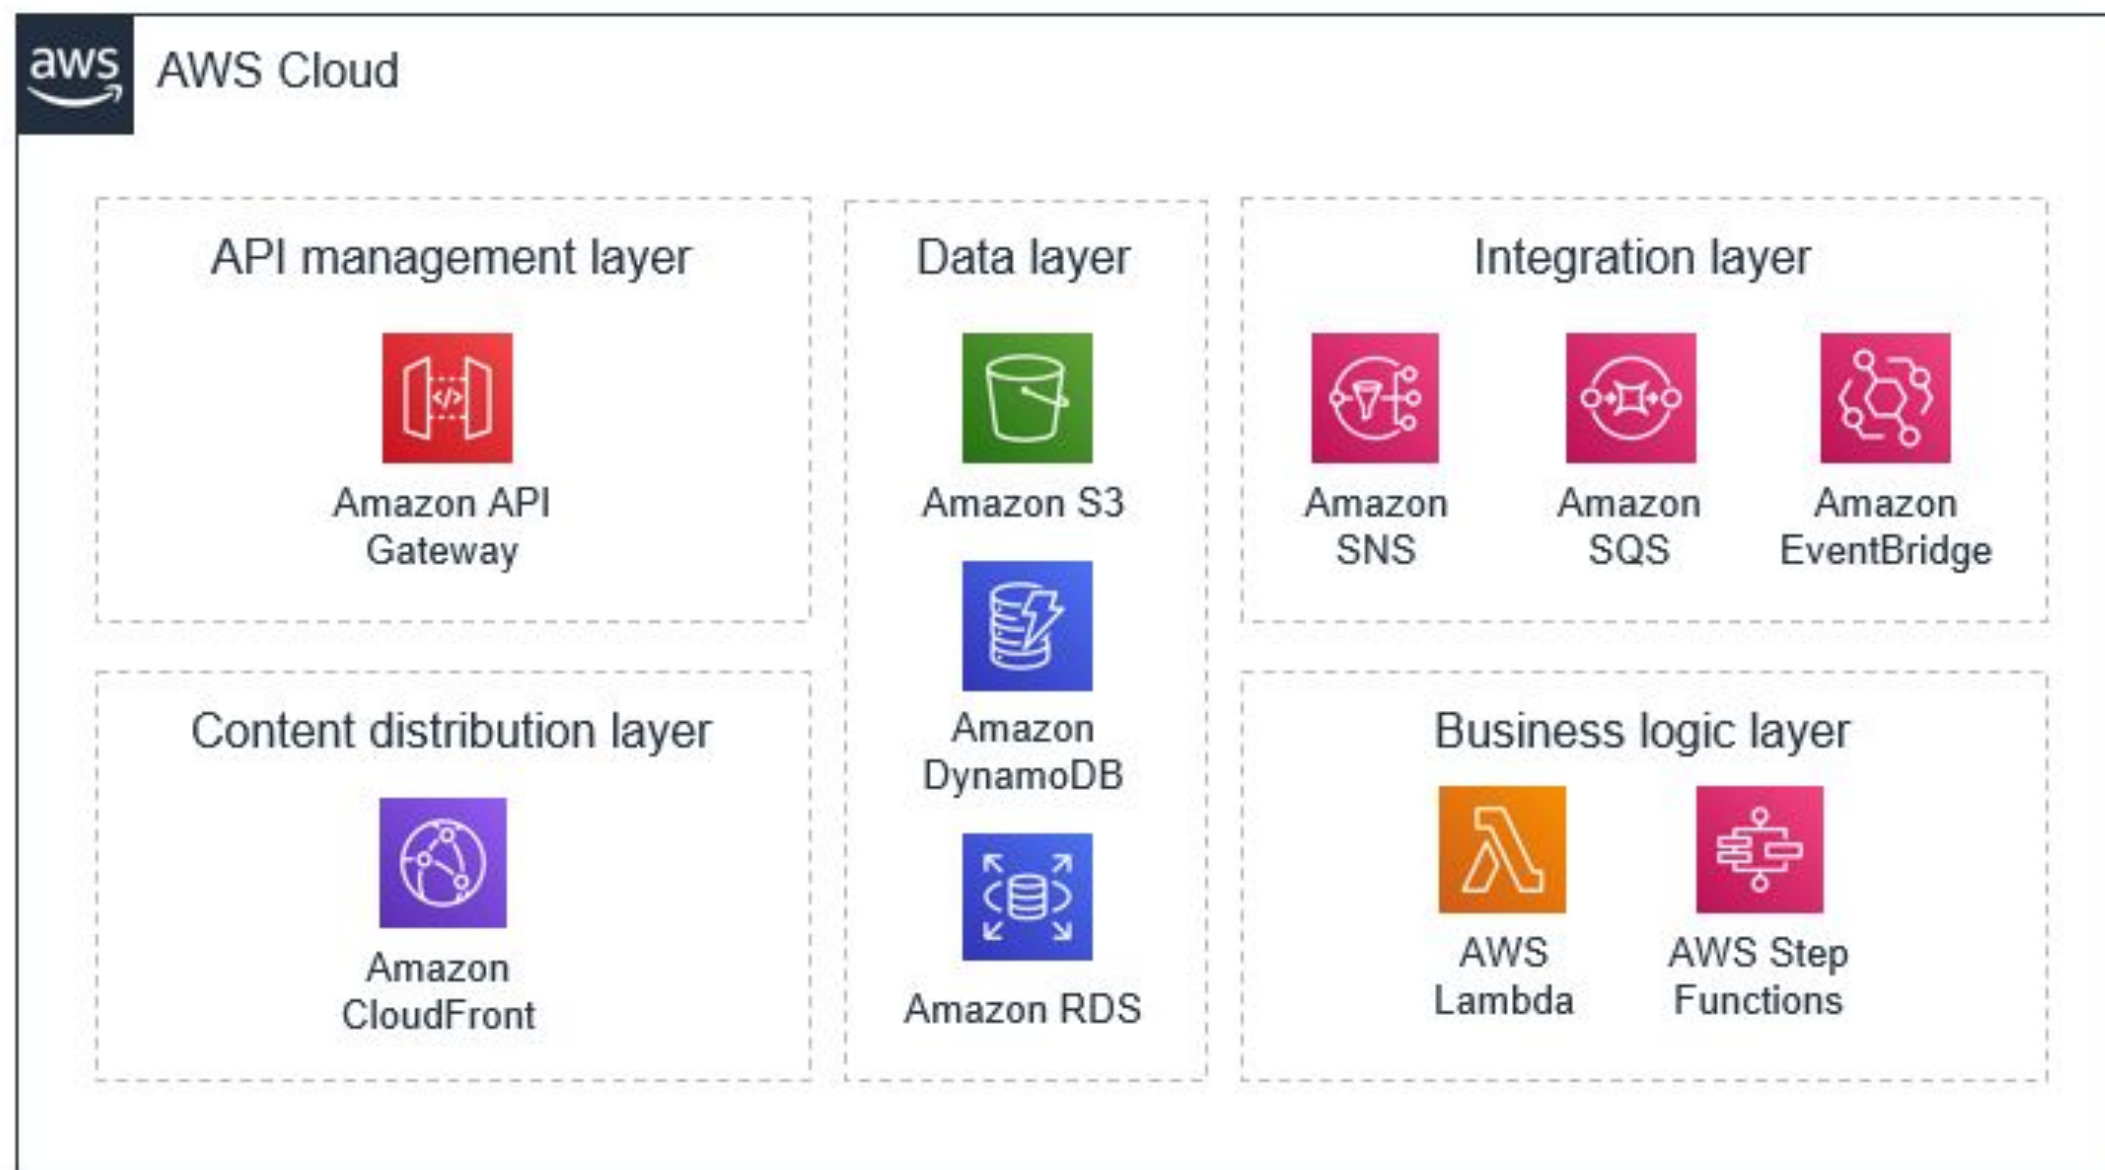 aws
AWS Cloud
API management layer
Amazon API
Gateway
Content distribution layer
Amazon
CloudFront
Data layer
Amazon S3
Amazon
DynamoDB
Amazon RDS
Integration layer
Amazon
SNS
Amazon
SQS
Amazon
EventBridge
Business logic layer
AWS
Lambda
AWS Step
Functions